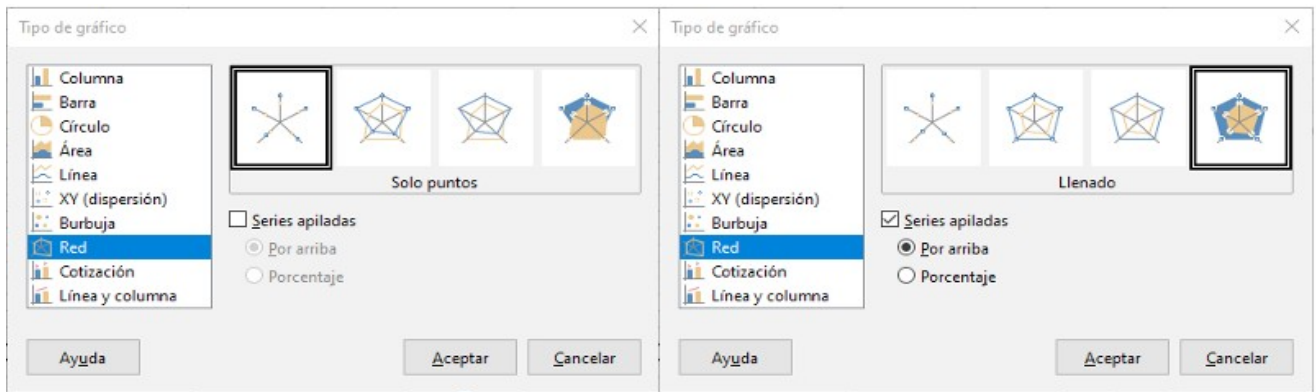 Tipo de gráfico
Columna
Barra
Círculo
Área
Línea
XY (dispersión)
Burbuja
Red
Cotización
Línea y columna
Solo puntos
Series apiladas
Por arriba
Porcentaje
Ayuda
Aceptar
Cancelar
Tipo de gráfico
Columna
Barra
Círculo
Área
Línea
XY (dispersión)
Burbuja
Red
Cotización
Línea y columna
Llenado
Series apiladas
Por arriba
Porcentaje
Ayuda
Aceptar
Cancelar